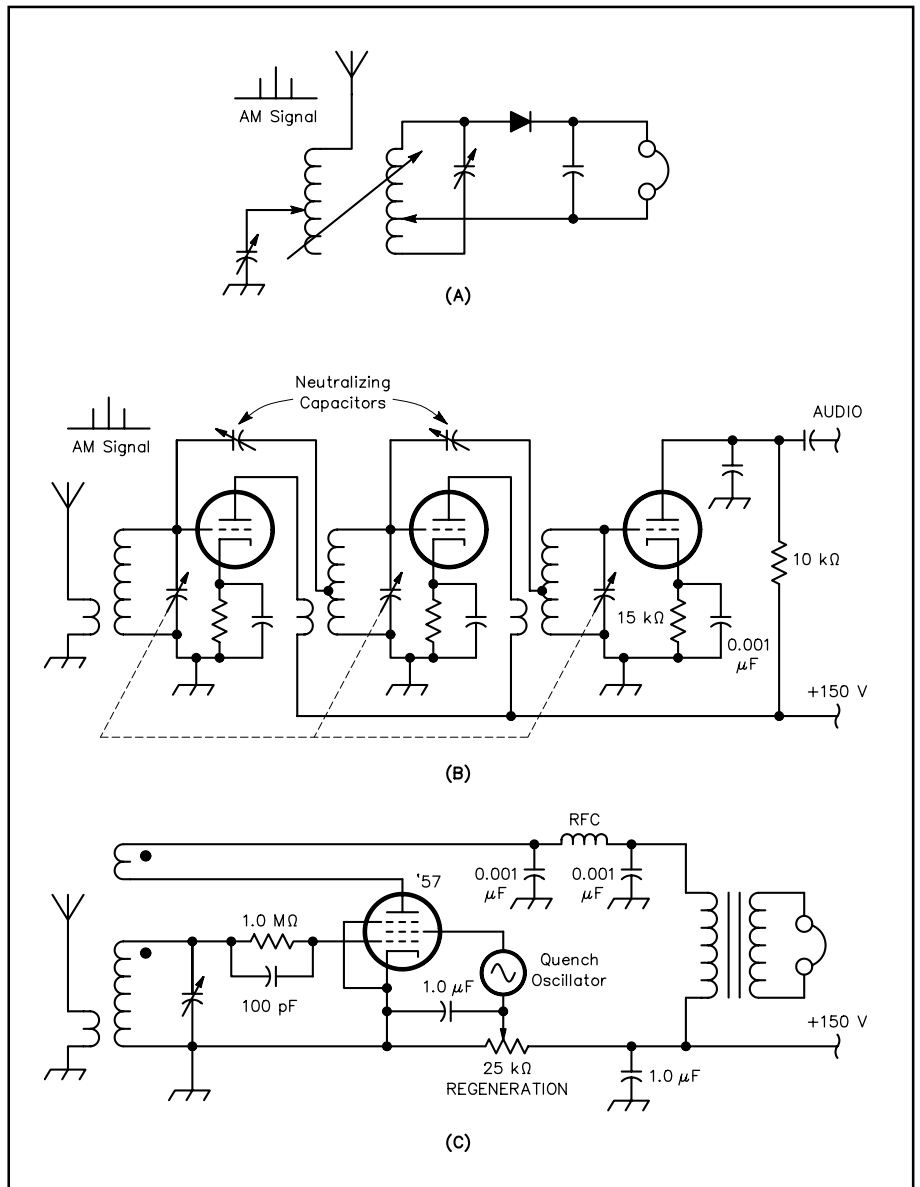 AM Signal
(A)
Neutralizing
Capacitors
AM Signal
AUDIO
10 kΩ
15 kΩ
0.001
μF
+150 V
(B)
RFC
'57
0.001
μF
0.001
μF
1.0 MΩ
100 pF
Quench
Oscillator
1.0 μF
25 kΩ
REGENERATION
+150 V
1.0 μF
(C)